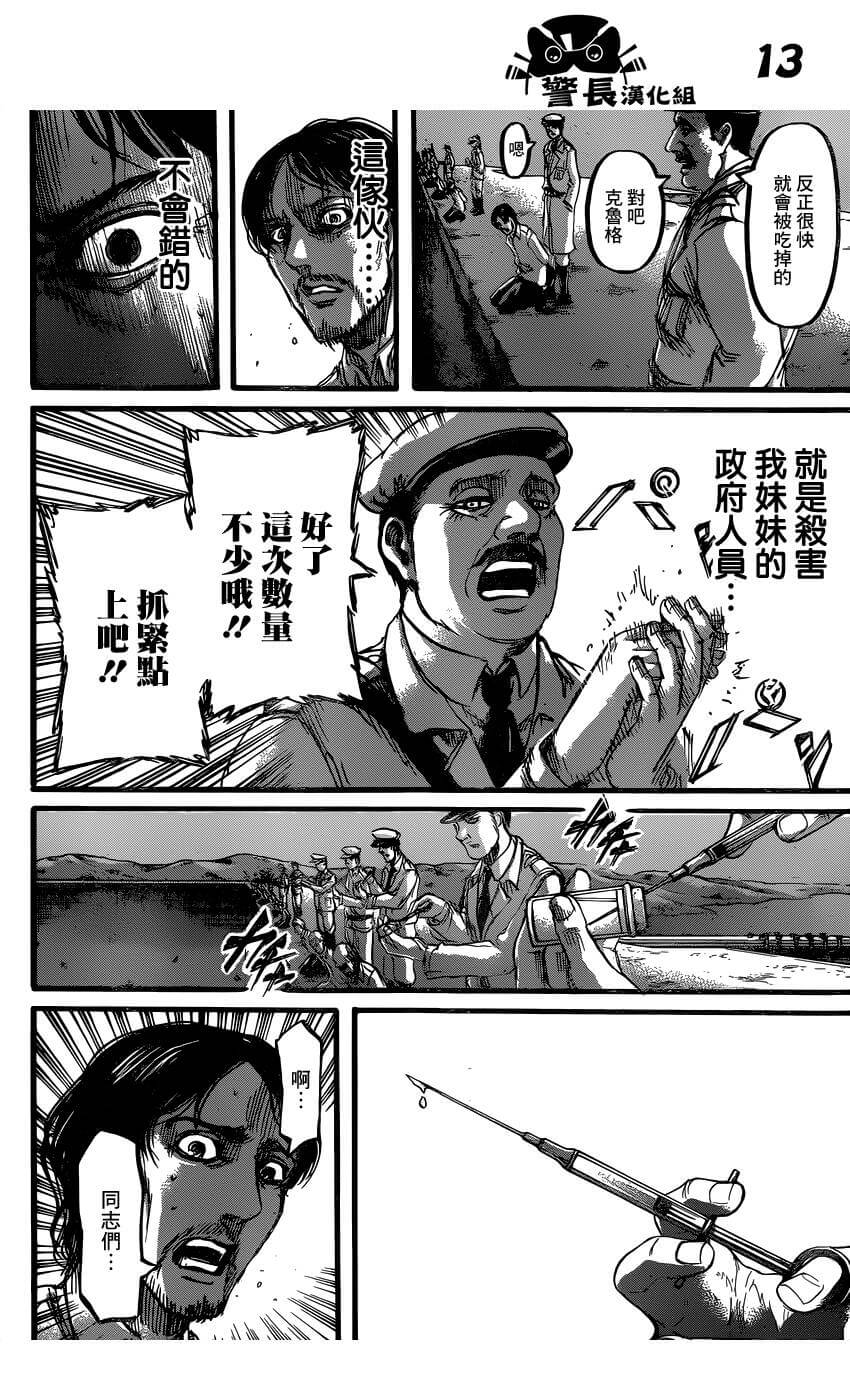 警長漢化組
13
反正很快
就會被吃掉的
對吧
克魯格
嗯
這傢伙……
不會錯的
就是殺害
我妹妹的
政府人員…
好了
這次數量
不少哦!!
抓緊點
上吧!!
啊…
同志們…